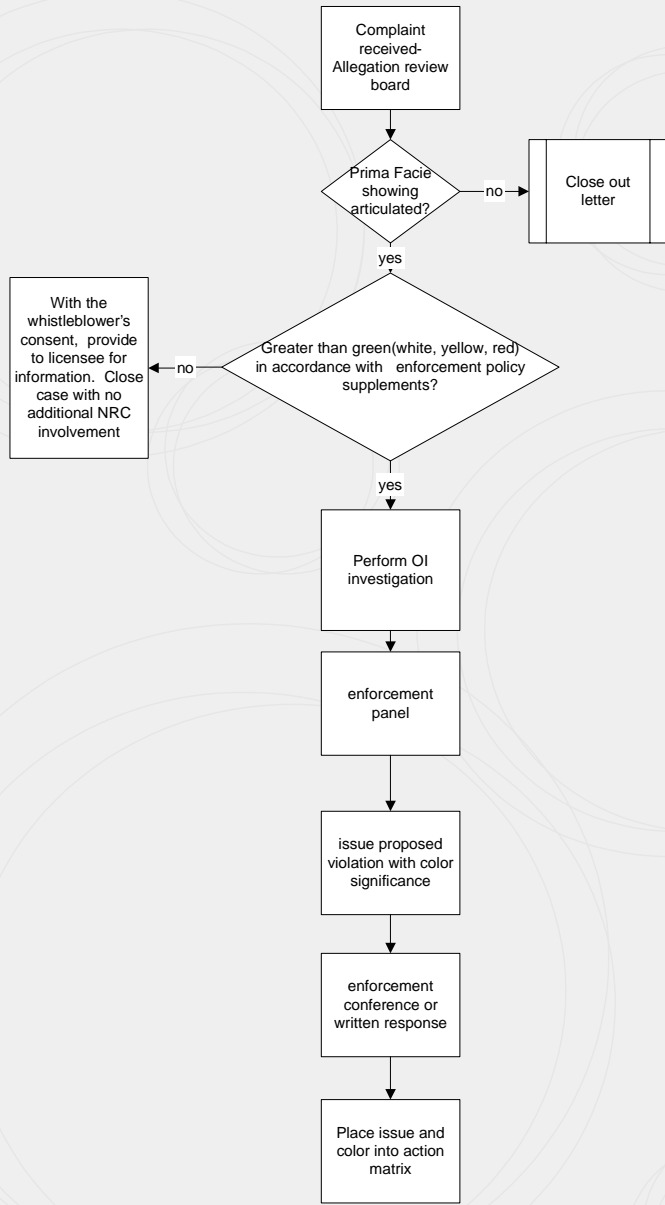 Complaint
received-
Allegation review
board
Prima Facie
showing
articulated?
no
Close out
letter
yes
With the
whistleblower's
consent, provide
to licensee for
information. Close
case with no
additional NRC
involvement
no
Greater than green(white, yellow, red)
in accordance with enforcement policy
supplements?
yes
Perform OI
investigation
enforcement
panel
issue proposed
violation with color
significance
enforcement
conference or
written response
Place issue and
color into action
matrix